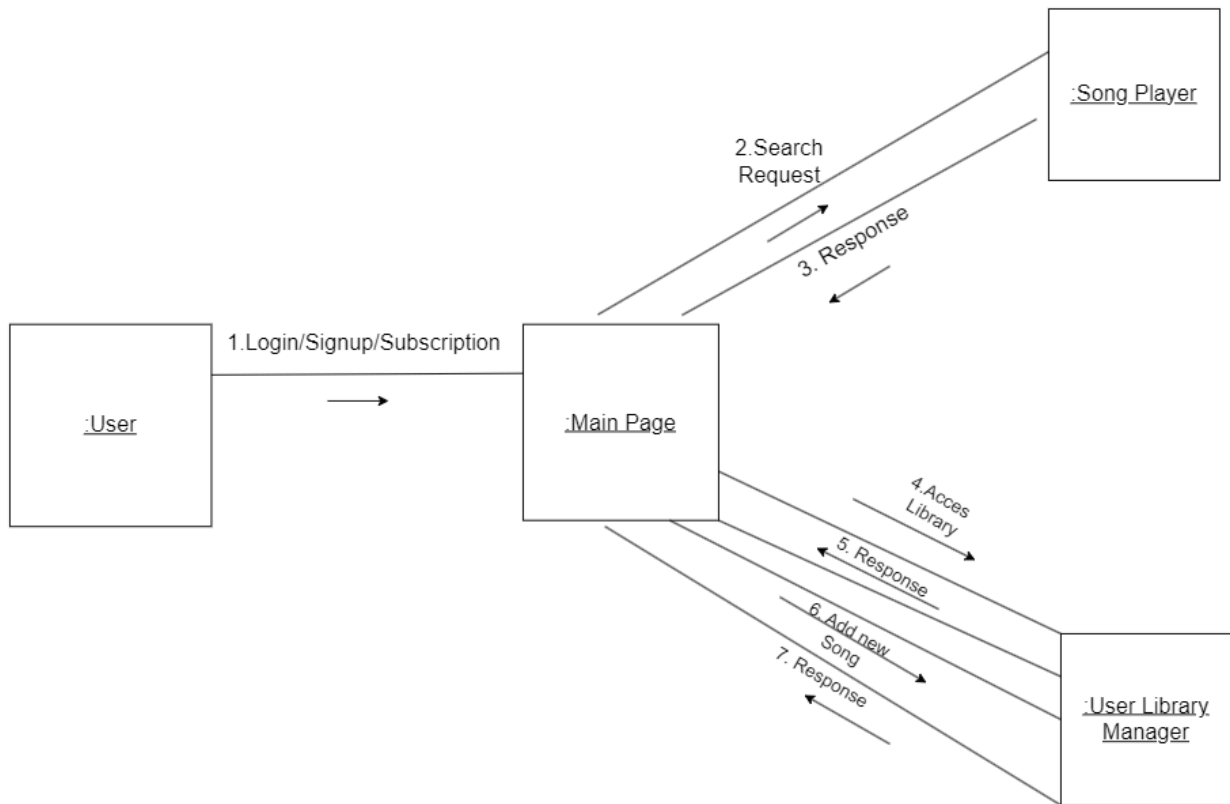 :Song Player
2.Search
Request
3. Response
1.Login/Signup/Subscription
:User
:Main Page
4.Acces
Library
5. Response
6. Add new
Song
7. Response
:User Library
Manager